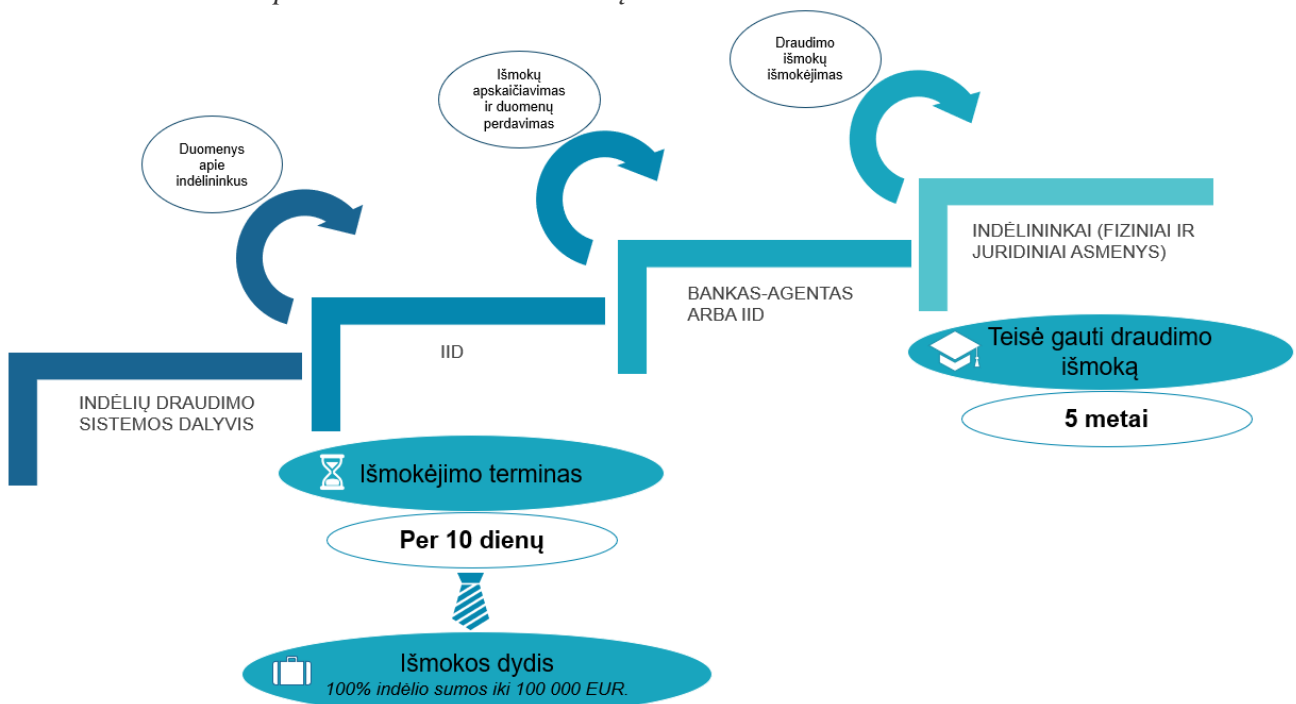 Draudimo
išmokų
išmokėjimas
Išmokų
apskaičiavimas
ir duomenų
perdavimas
Duomenys
apie
indėlininkus
INDĖLININKAI (FIZINIAI IR
JURIDINIAI ASMENYS)
BANKAS-AGENTAS
ARBA IID
IID
INDĖLIŲ DRAUDIMO
SISTEMOS DALYVIS
Teisė gauti draudimo
išmoką
5 metai
Išmokėjimo terminas
Per 10 dienų
Išmokos dydis
100% indėlio sumos iki 100 000 EUR.